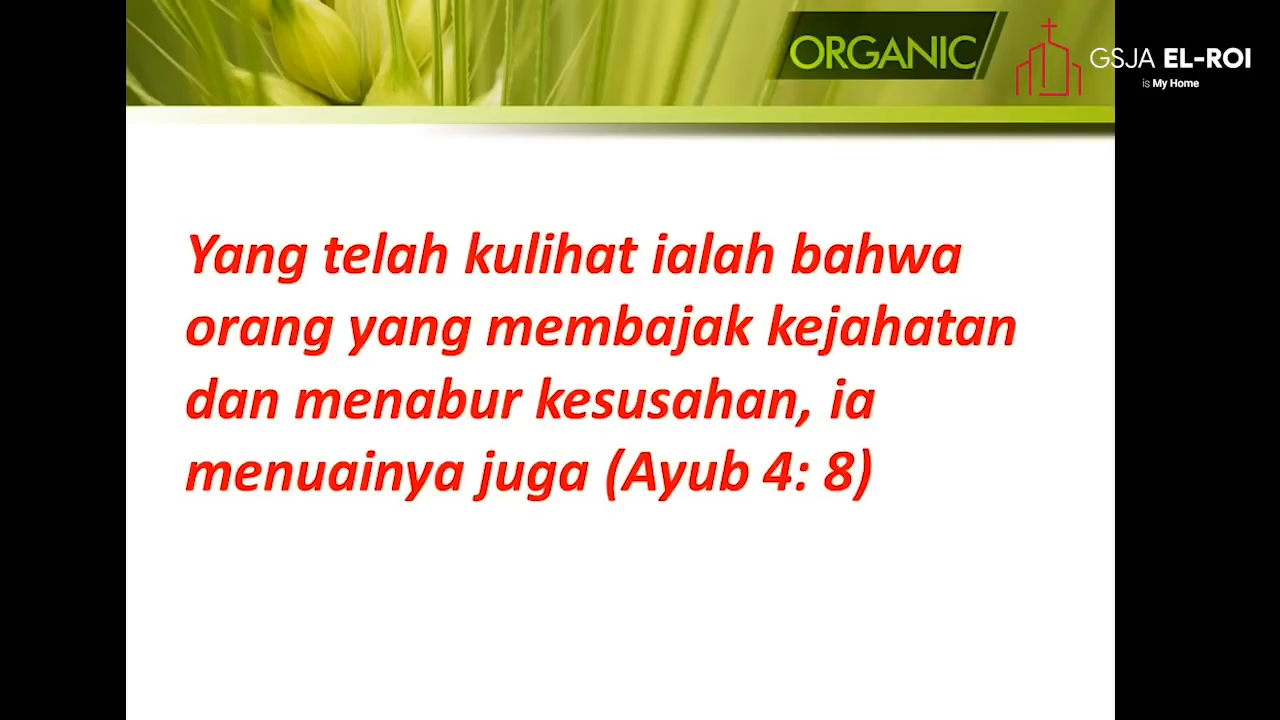 ORGANIC
GSJA EL-ROI
is My Home
Yang telah kulihat ialah bahwa
orang yang membajak kejahatan
dan menabur kesusahan, ia
menuainya juga (Ayub 4: 8)